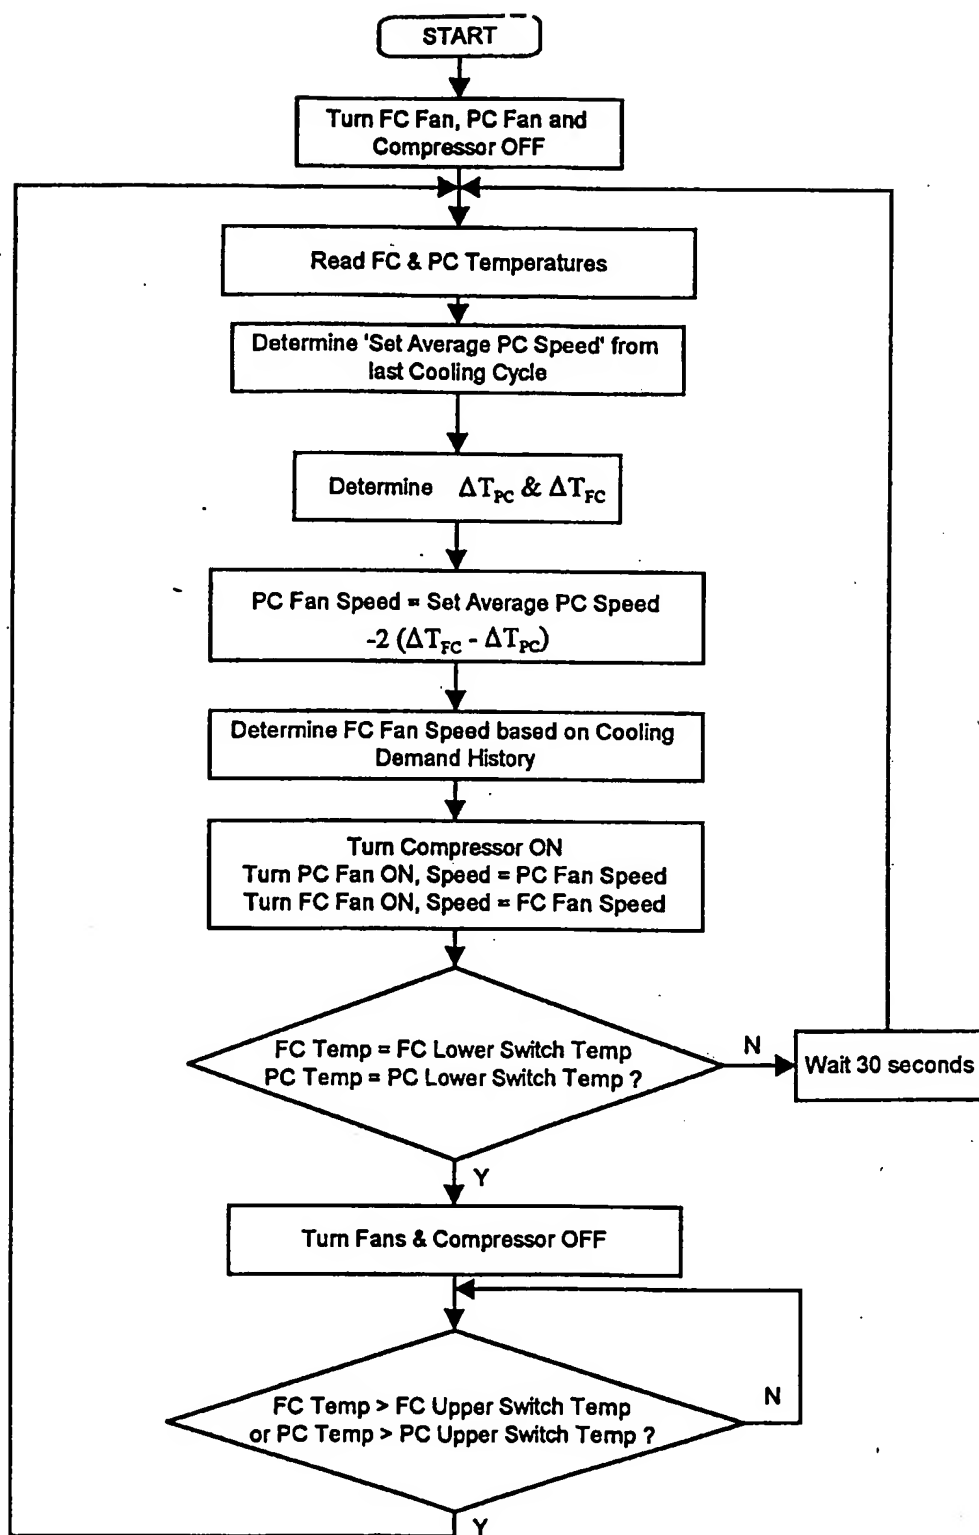 START
Turn FC Fan, PC Fan and
Compressor OFF
Read FC & PC Temperatures
Determine 'Set Average PC Speed' from
last Cooling Cycle
Determine ΔT_PC & ΔT_FC
PC Fan Speed = Set Average PC Speed
-2 (ΔT_FC - ΔT_PC)
Determine FC Fan Speed based on Cooling
Demand History
Turn Compressor ON
Turn PC Fan ON, Speed = PC Fan Speed
Turn FC Fan ON, Speed = FC Fan Speed
FC Temp = FC Lower Switch Temp
PC Temp = PC Lower Switch Temp ?
N
Wait 30 seconds
Y
Turn Fans & Compressor OFF
FC Temp > FC Upper Switch Temp
or PC Temp > PC Upper Switch Temp ?
N
Y